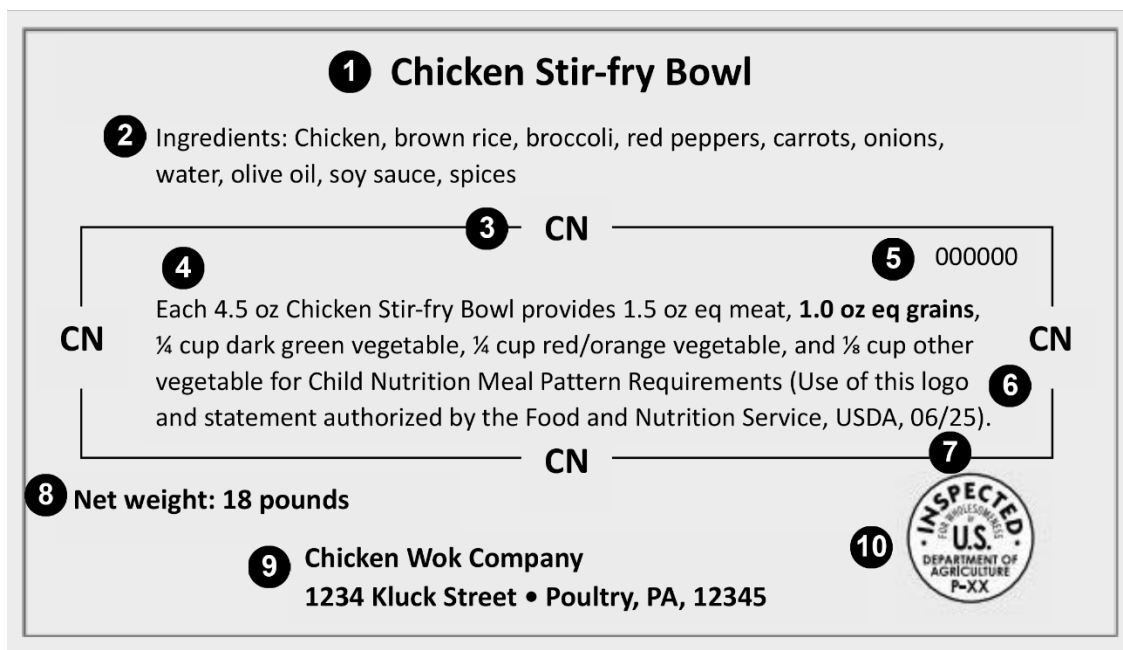 1 Chicken Stir-fry Bowl
2 Ingredients: Chicken, brown rice, broccoli, red peppers, carrots, onions,
water, olive oil, soy sauce, spices
3 CN
4
5 000000
Each 4.5 oz Chicken Stir-fry Bowl provides 1.5 oz eq meat, 1.0 oz eq grains,
CN
¼ cup dark green vegetable, ¼ cup red/orange vegetable, and ⅛ cup other
CN
vegetable for Child Nutrition Meal Pattern Requirements (Use of this logo
6
and statement authorized by the Food and Nutrition Service, USDA, 06/25).
7
CN
8 Net weight: 18 pounds
9 Chicken Wok Company
1234 Kluck Street • Poultry, PA, 12345
10
INSPECTED
FOR WHOLESOMENESS
BY
U.S.
DEPARTMENT OF
AGRICULTURE
P-XX